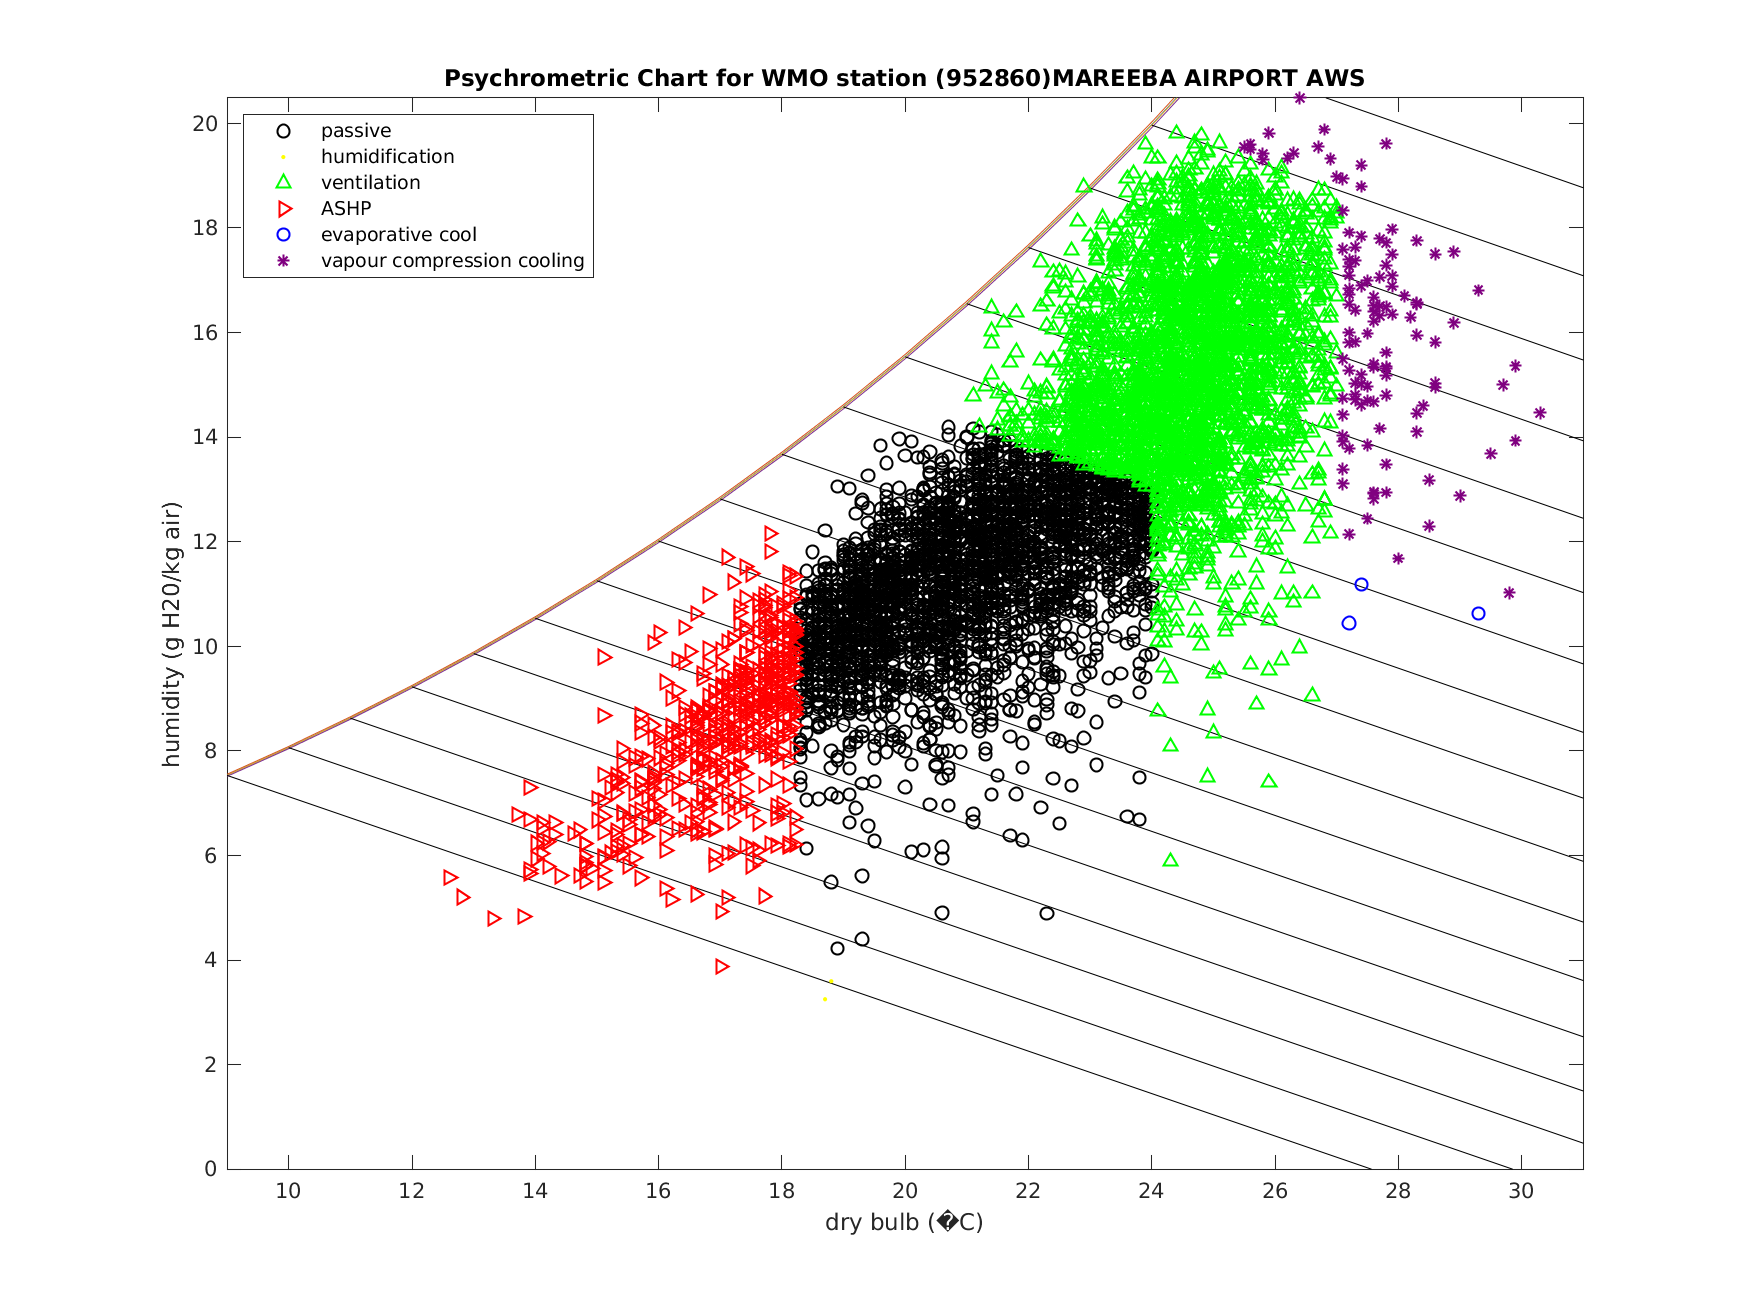 Psychrometric Chart for WMO station (952860)MAREEBA AIRPORT AWS
passive
humidification
ventilation
ASHP
evaporative cool
vapour compression cooling
20
18
16
14
12
10
8
6
4
2
0
humidity (g H20/kg air)
10 12 14 16 18 20 22 24 26 28 30
dry bulb (�C)